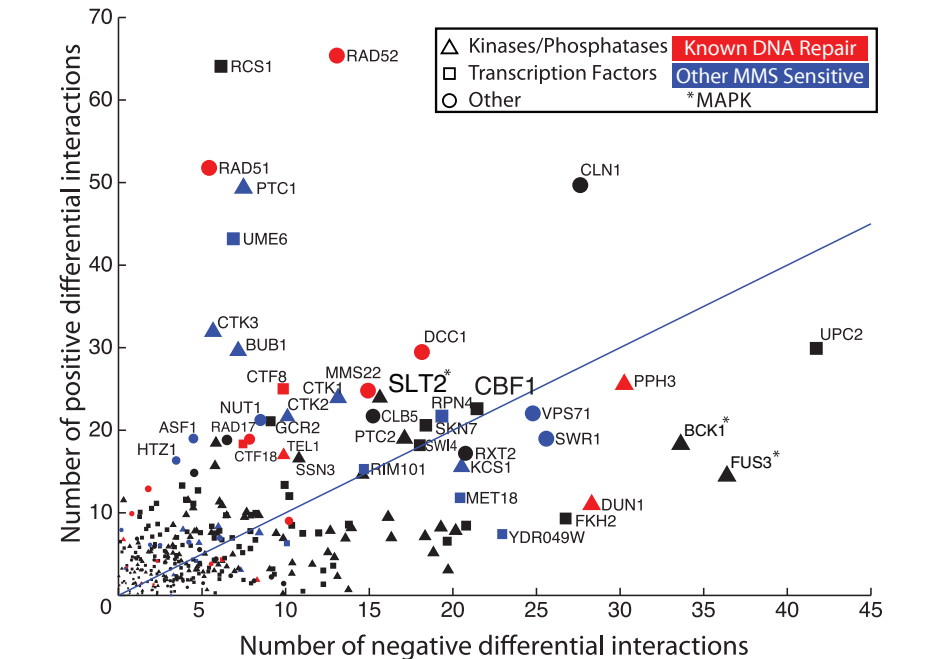 70
60
50
40
30
20
10
0
5
10
15
20
25
30
35
40
45
Number of positive differential interactions
Number of negative differential interactions
Kinases/Phosphatases
Known DNA Repair
Transcription Factors
Other MMS Sensitive
Other
*MAPK
RCS1
RAD52
RAD51
PTC1
CLN1
UME6
CTK3
BUB1
DCC1
UPC2
CTF8
MMS22
CTK1
SLT2*
CBF1
PPH3
NUT1
CTK2
CLB5
RPN4
VPS71
ASF1
RAD17
GCR2
PTC2
SKN7
SWR1
BCK1*
HTZ1
CTF18
TEL1
SWI4
RXT2
SSN3
RIM101
KCS1
FUS3*
MET18
DUN1
FKH2
YDR049W